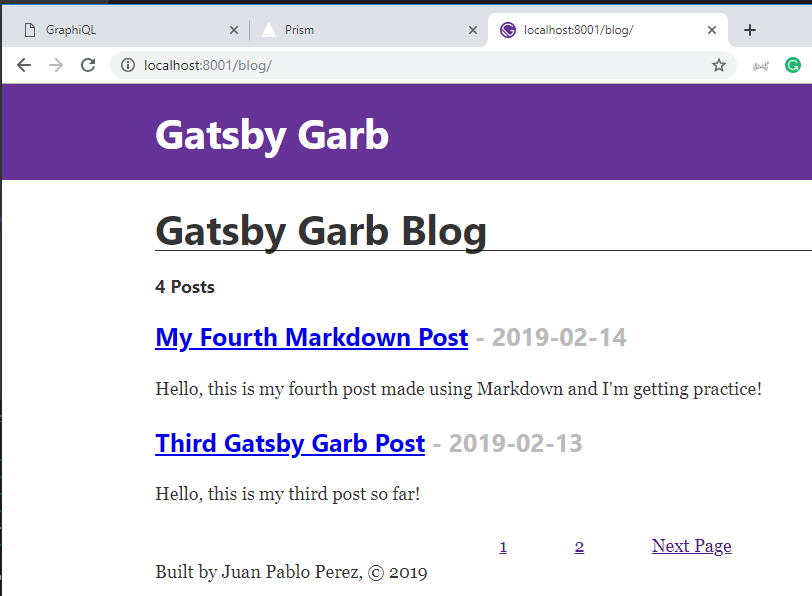 GraphiQL
Prism
localhost:8001/blog/
localhost:8001/blog/
Gatsby Garb
Gatsby Garb Blog
4 Posts
My Fourth Markdown Post - 2019-02-14
Hello, this is my fourth post made using Markdown and I'm getting practice!
Third Gatsby Garb Post - 2019-02-13
Hello, this is my third post so far!
1 2 Next Page
Built by Juan Pablo Perez, © 2019